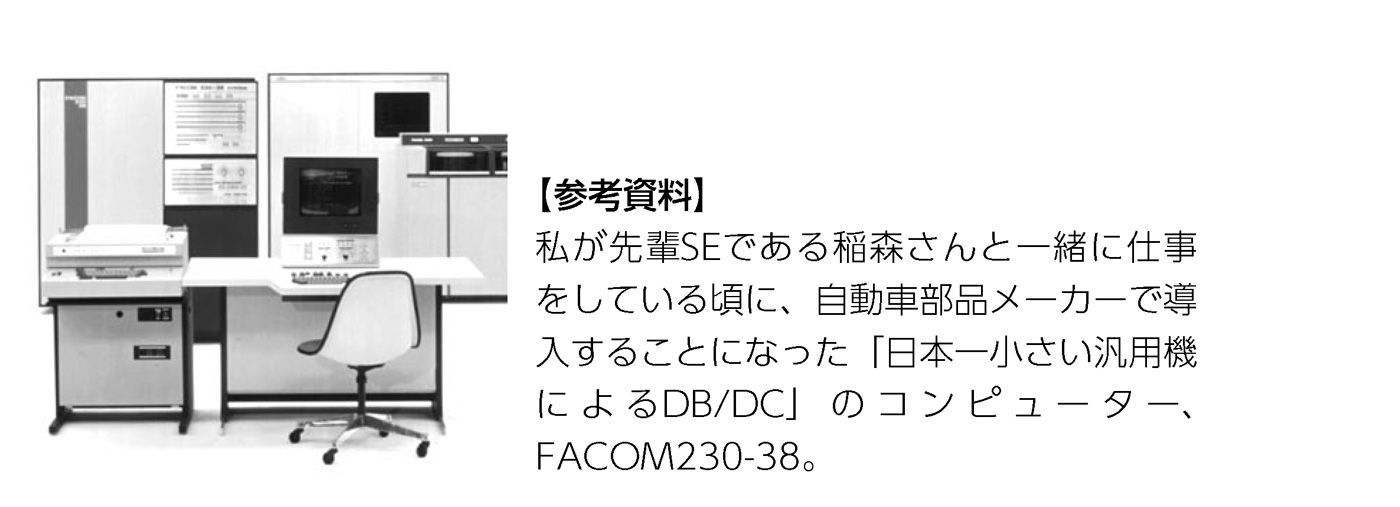 【参考資料】
私が先輩SEである稲森さんと一緒に仕事
をしている頃に、自動車部品メーカーで導
入することになった「日本一小さい汎用機
によるDB/DC」のコンピューター、
FACOM230-38。